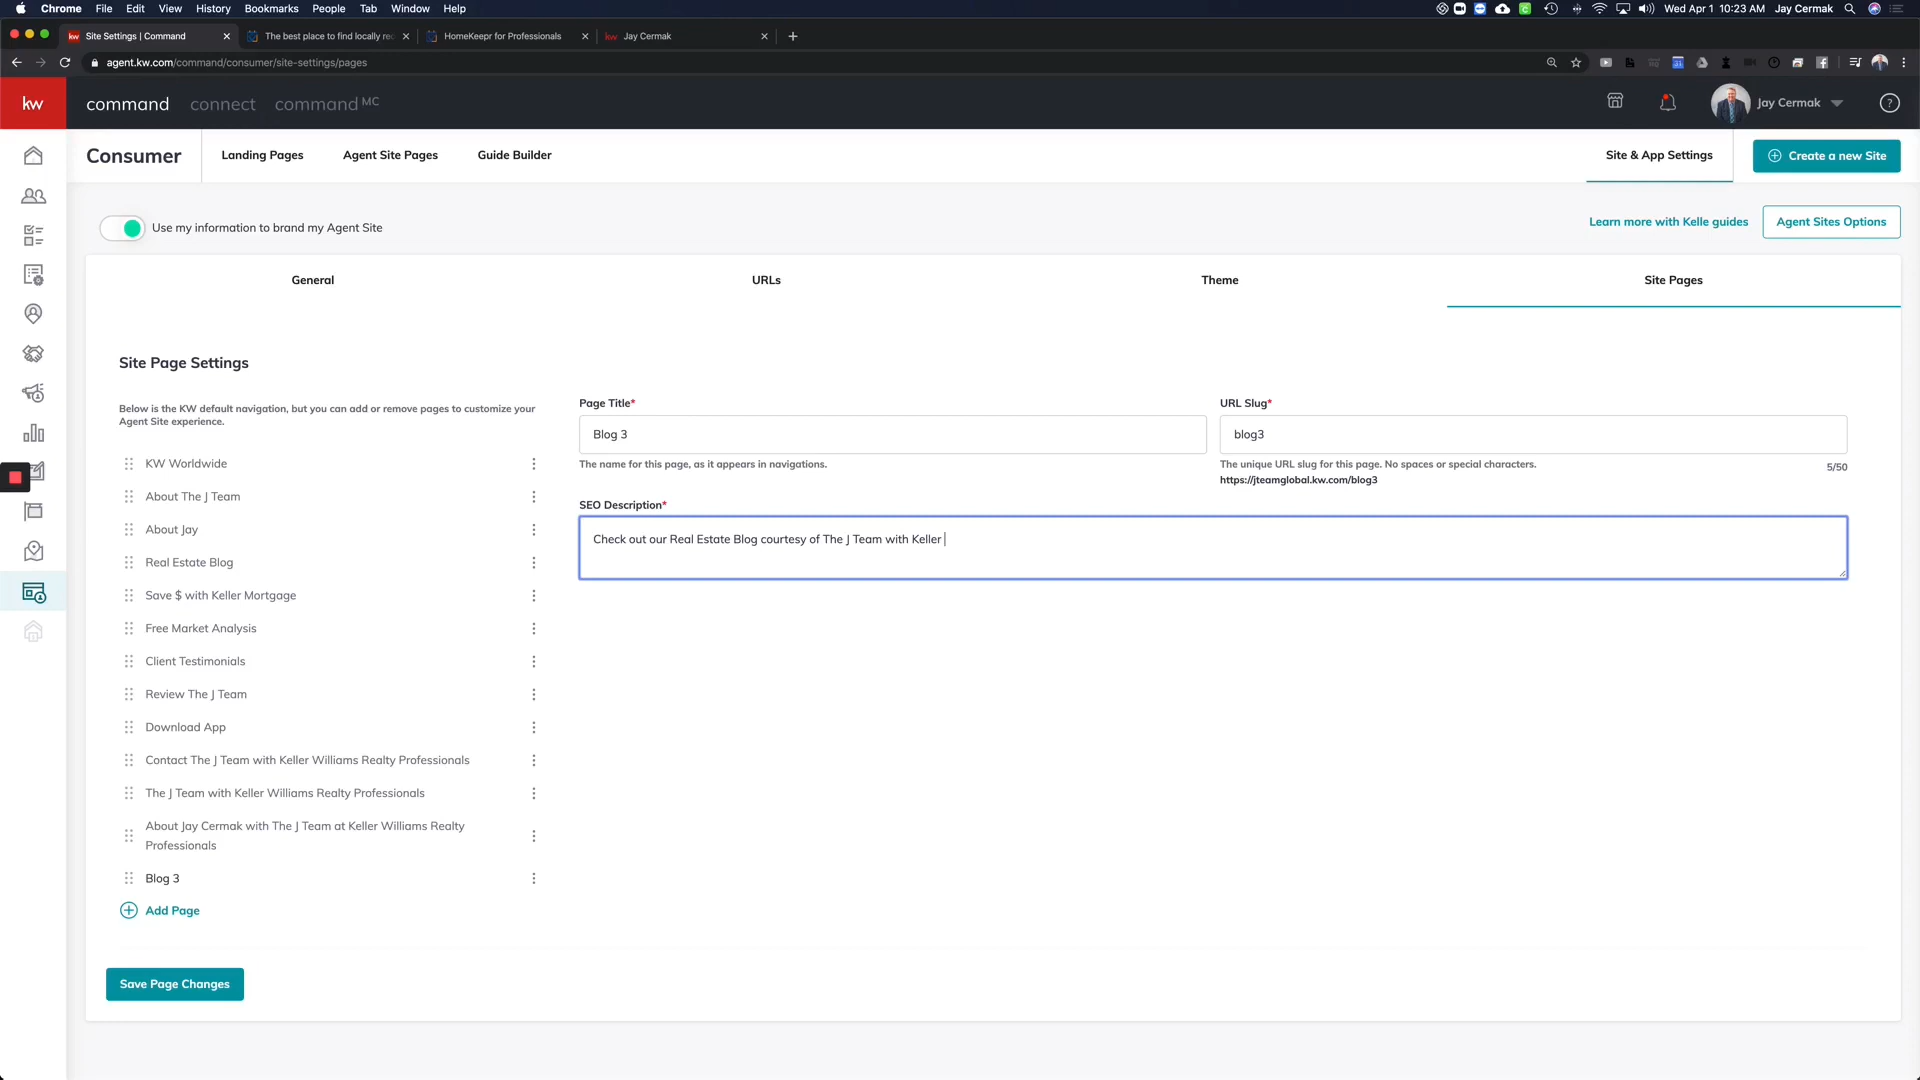 Chrome File Edit View History Bookmarks People Tab Window Help
Wed Apr 1 10:23 AM Jay Cermak
kw Site Settings | Command
The best place to find locally rec
HomeKeepr for Professionals
kw Jay Cermak
agent.kw.com/command/consumer/site-settings/pages
kw command connect command MC
Jay Cermak
Consumer Landing Pages Agent Site Pages Guide Builder
Site & App Settings Create a new Site
Use my information to brand my Agent Site
Learn more with Kelle guides Agent Sites Options
General URLs Theme Site Pages
Site Page Settings
Below is the KW default navigation, but you can add or remove pages to customize your
Agent Site experience.
KW Worldwide
About The J Team
About Jay
Real Estate Blog
Save $ with Keller Mortgage
Free Market Analysis
Client Testimonials
Review The J Team
Download App
Contact The J Team with Keller Williams Realty Professionals
The J Team with Keller Williams Realty Professionals
About Jay Cermak with The J Team at Keller Williams Realty
Professionals
Blog 3
Add Page
Save Page Changes
Page Title*
Blog 3
The name for this page, as it appears in navigations.
URL Slug*
blog3
The unique URL slug for this page. No spaces or special characters.
5/50
https://jteamglobal.kw.com/blog3
SEO Description*
Check out our Real Estate Blog courtesy of The J Team with Keller